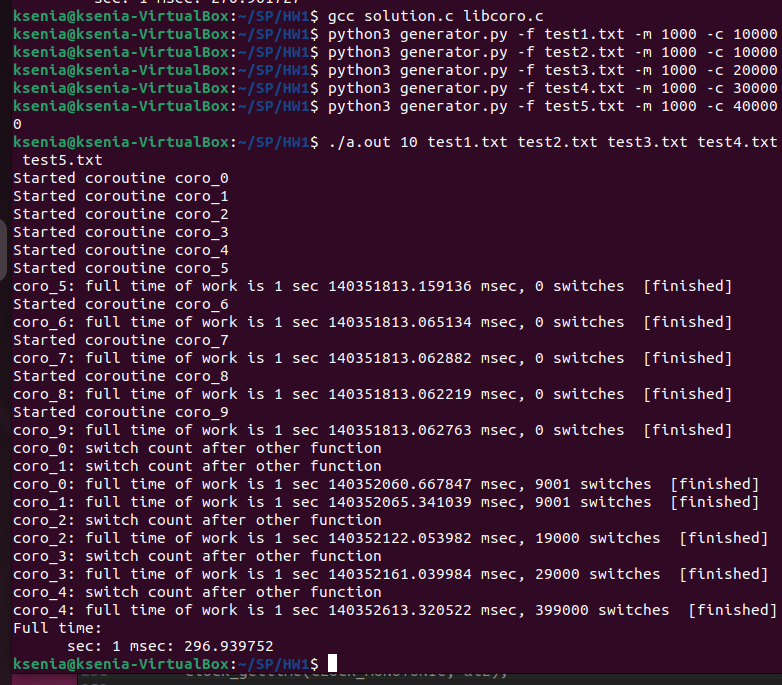 sec: 1 msec: 270.981727
ksenia@ksenia-VirtualBox:~/SP/HW1$ gcc solution.c libcoro.c
ksenia@ksenia-VirtualBox:~/SP/HW1$ python3 generator.py -f test1.txt -m 1000 -c 10000
ksenia@ksenia-VirtualBox:~/SP/HW1$ python3 generator.py -f test2.txt -m 1000 -c 10000
ksenia@ksenia-VirtualBox:~/SP/HW1$ python3 generator.py -f test3.txt -m 1000 -c 20000
ksenia@ksenia-VirtualBox:~/SP/HW1$ python3 generator.py -f test4.txt -m 1000 -c 30000
ksenia@ksenia-VirtualBox:~/SP/HW1$ python3 generator.py -f test5.txt -m 1000 -c 40000
0
ksenia@ksenia-VirtualBox:~/SP/HW1$ ./a.out 10 test1.txt test2.txt test3.txt test4.txt
test5.txt
Started coroutine coro_0
Started coroutine coro_1
Started coroutine coro_2
Started coroutine coro_3
Started coroutine coro_4
Started coroutine coro_5
coro_5: full time of work is 1 sec 140351813.159136 msec, 0 switches  [finished]
Started coroutine coro_6
coro_6: full time of work is 1 sec 140351813.065134 msec, 0 switches  [finished]
Started coroutine coro_7
coro_7: full time of work is 1 sec 140351813.062882 msec, 0 switches  [finished]
Started coroutine coro_8
coro_8: full time of work is 1 sec 140351813.062219 msec, 0 switches  [finished]
Started coroutine coro_9
coro_9: full time of work is 1 sec 140351813.062763 msec, 0 switches  [finished]
coro_0: switch count after other function
coro_1: switch count after other function
coro_0: full time of work is 1 sec 140352060.667847 msec, 9001 switches  [finished]
coro_1: full time of work is 1 sec 140352065.341039 msec, 9001 switches  [finished]
coro_2: switch count after other function
coro_2: full time of work is 1 sec 140352122.053982 msec, 19000 switches  [finished]
coro_3: switch count after other function
coro_3: full time of work is 1 sec 140352161.039984 msec, 29000 switches  [finished]
coro_4: switch count after other function
coro_4: full time of work is 1 sec 140352613.320522 msec, 399000 switches  [finished]
Full time:
sec: 1 msec: 296.939752
ksenia@ksenia-VirtualBox:~/SP/HW1$